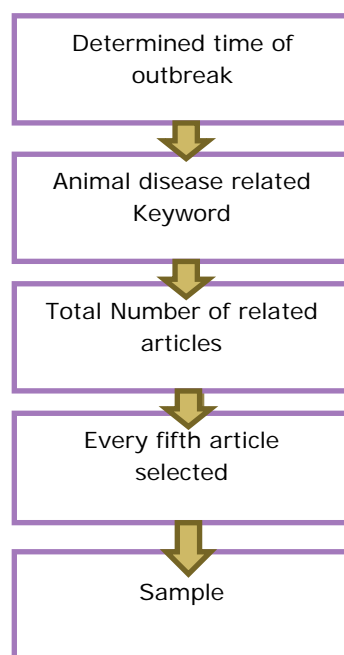 Determined time of
outbreak
Animal disease related
Keyword
Total Number of related
articles
Every fifth article
selected
Sample